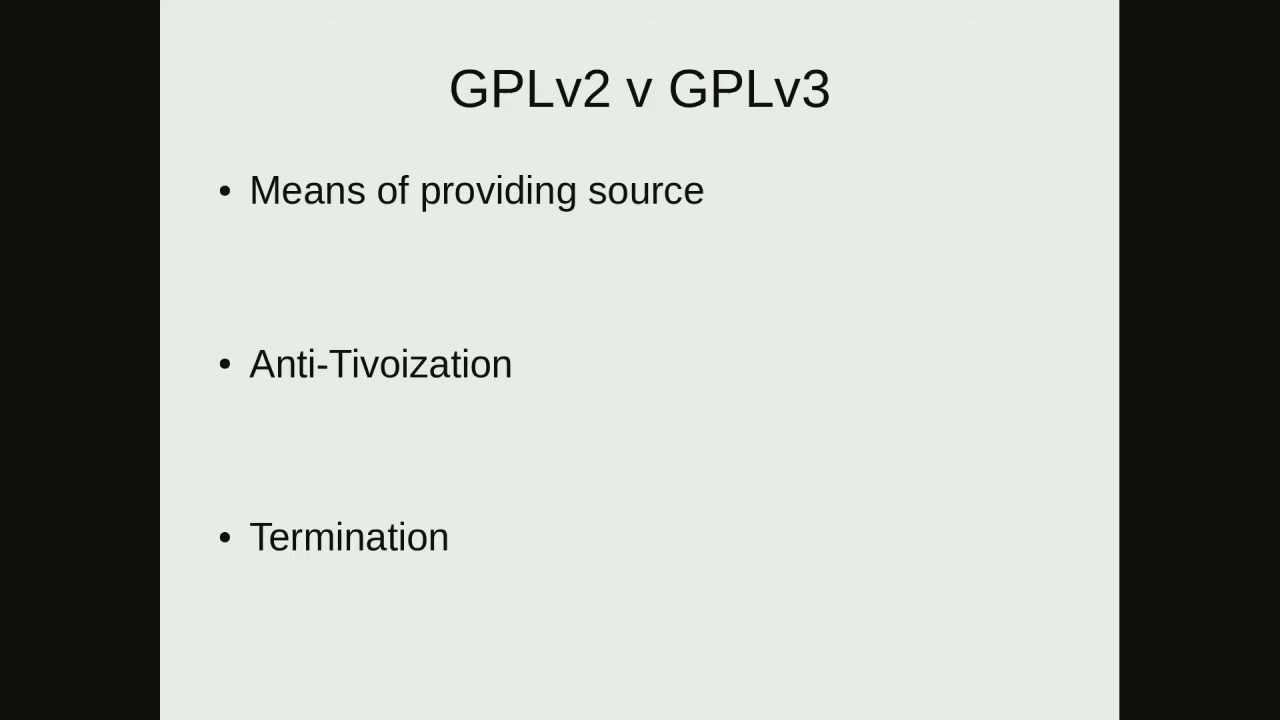 GPLv2 v GPLv3
• Means of providing source
• Anti-Tivoization
• Termination